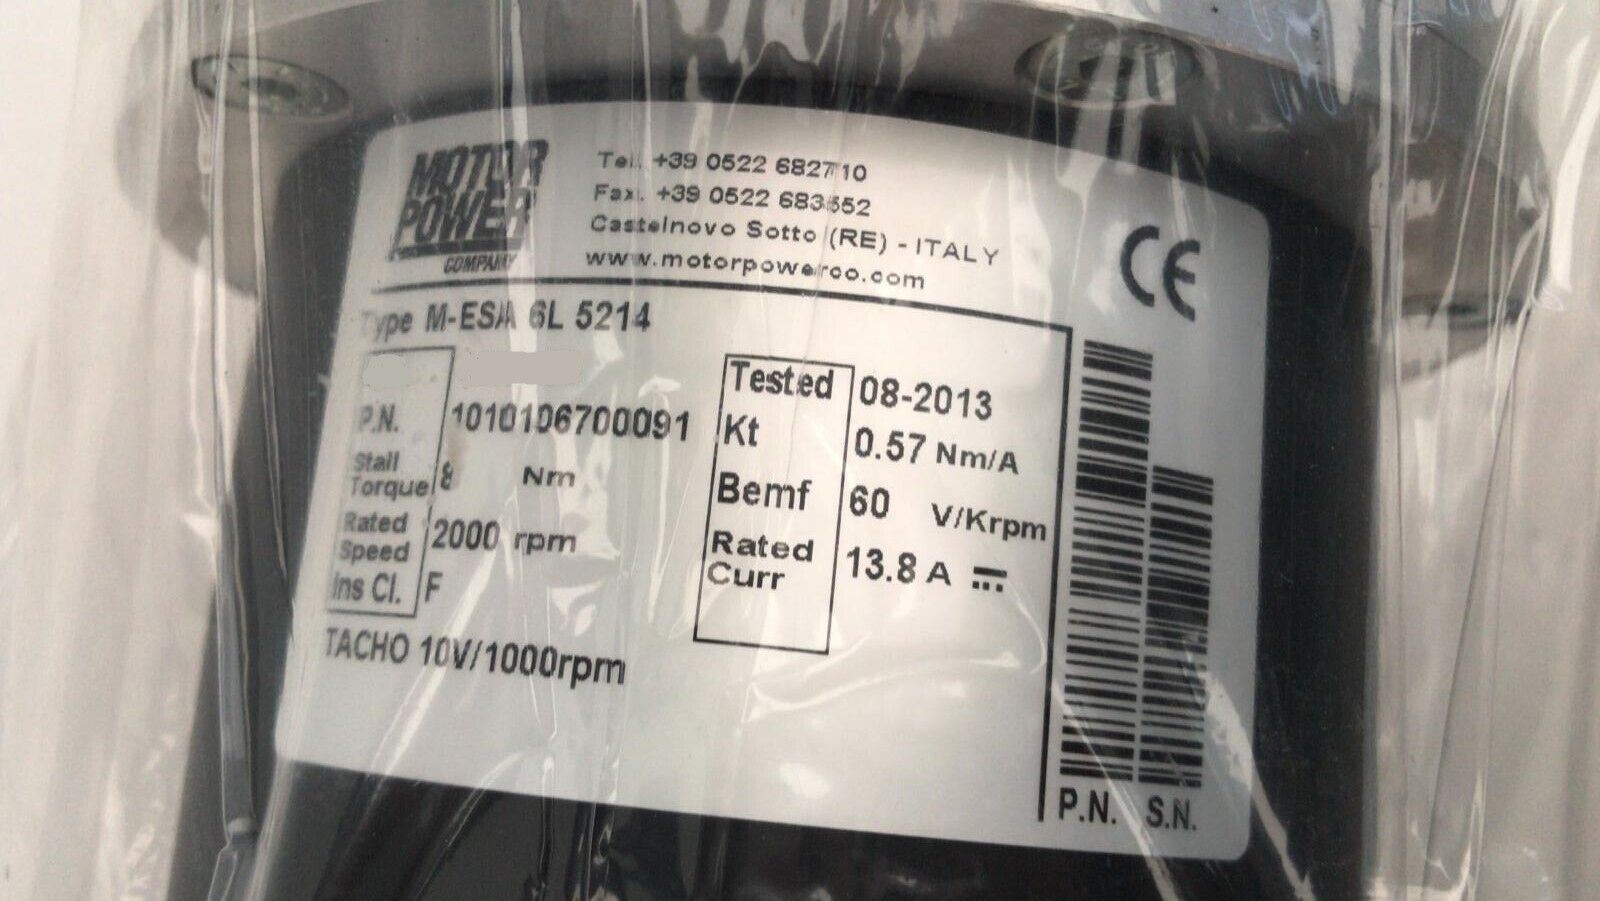 MOTOR
POWER
COMPANY
Tel. +39 0522 682710
Fax. +39 0522 683552
Castelnovo Sotto (RE) - ITALY
www.motorpowerco.com
CE
Type M-ES/A 6L 5214
P.N. 1010106700091
Stall Torque 8 Nm
Rated Speed 2000 rpm
Ins Cl. F
TACHO 10V/1000rpm
Tested 08-2013
Kt 0.57 Nm/A
Bemf 60 V/Krpm
Rated Curr 13.8 A
P.N. S.N.